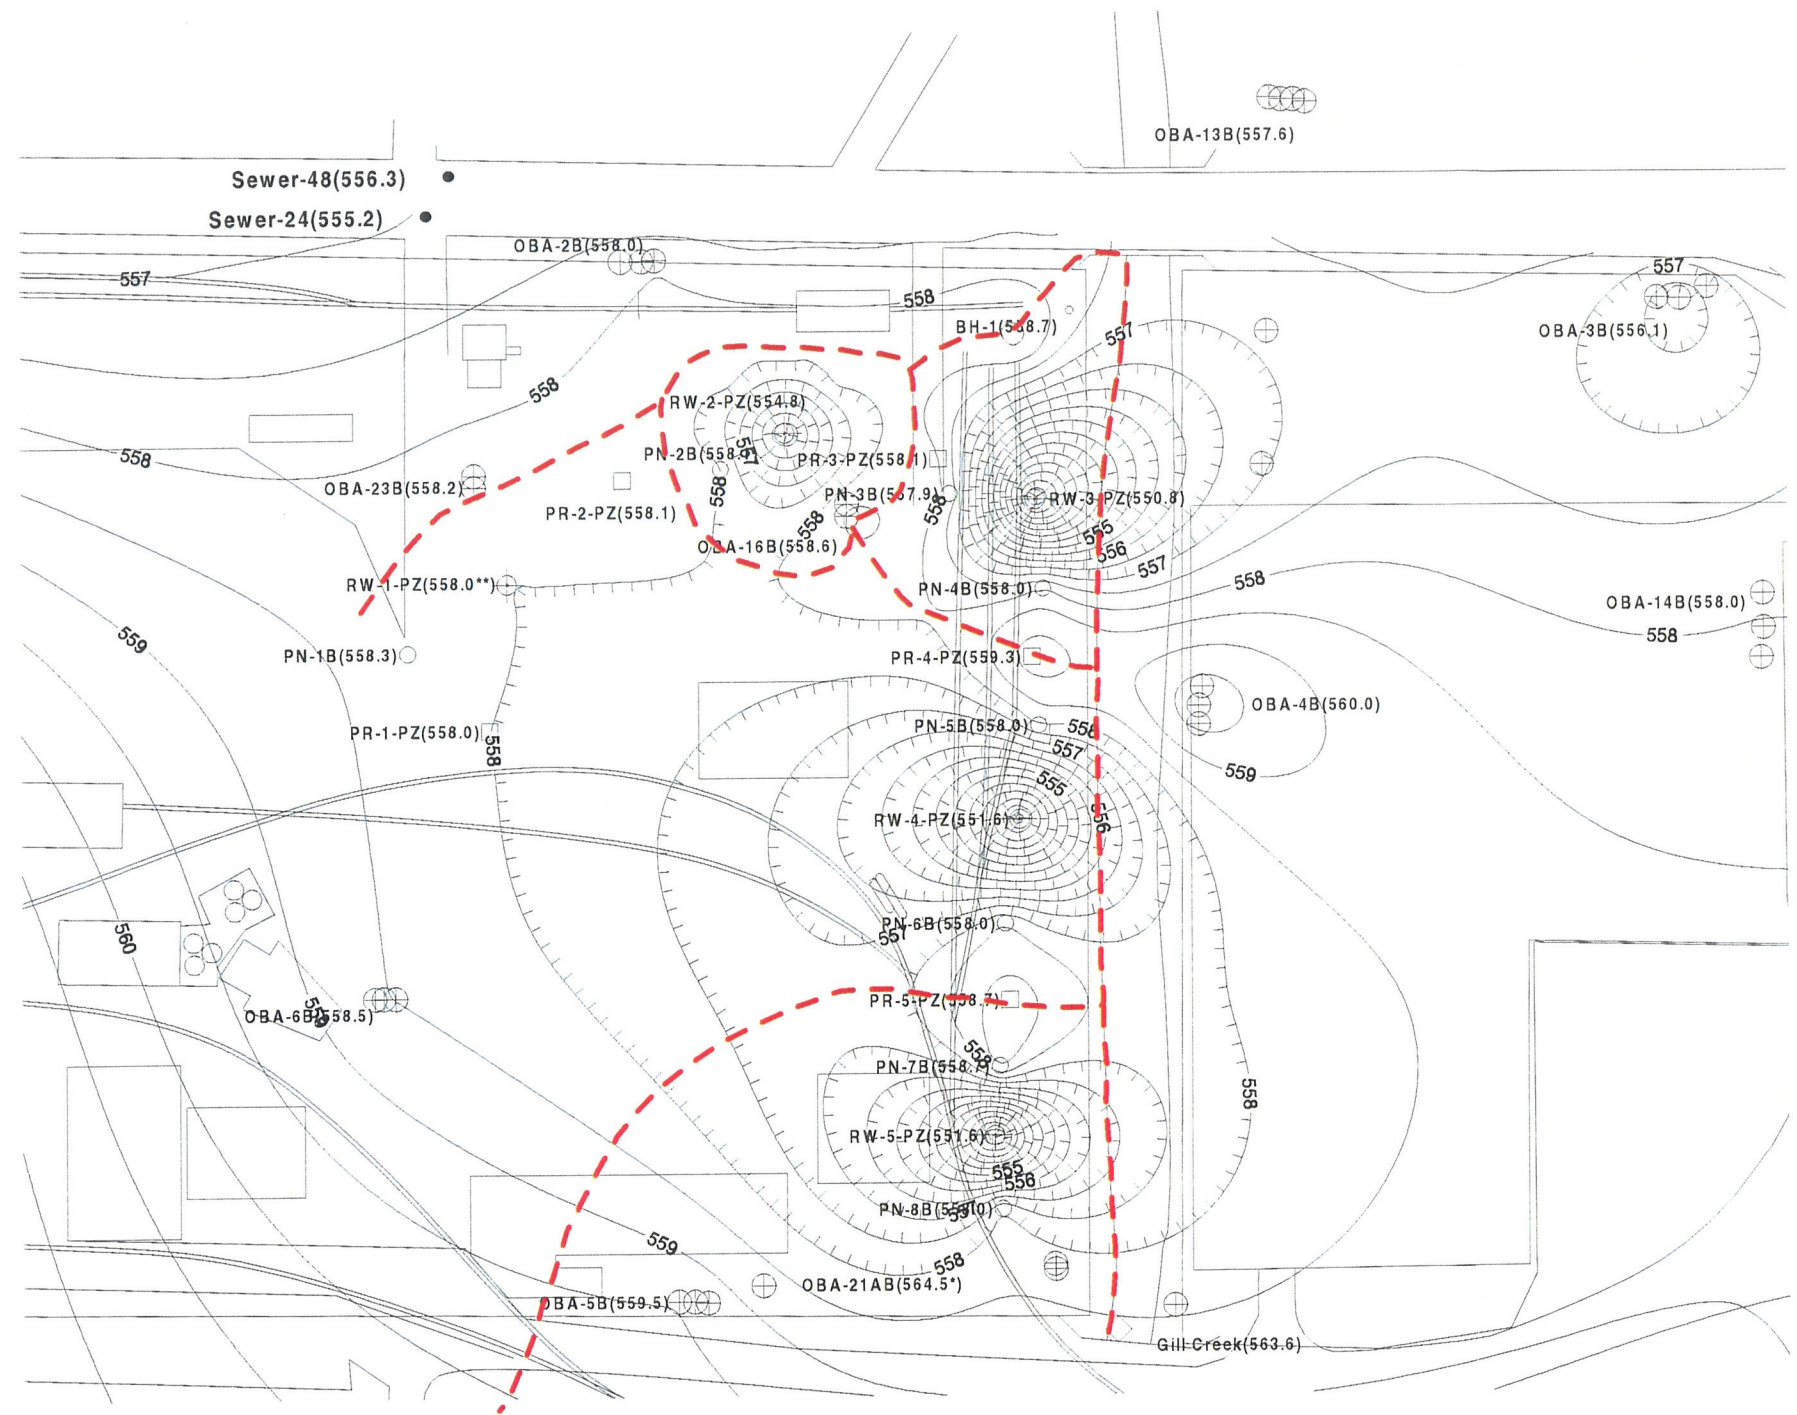 OBA-13B(557.6)
Sewer-48(556.3)
Sewer-24(555.2)
OBA-2B(558.0)
557
557
558
BH-1(558.7)
557
OBA-3B(556.1)
558
RW-2-PZ(554.8)
557
PN-2B(558.
PR-3-PZ(558.1)
558
OBA-23B(558.2)
558
PN-3B(557.9)
558
RW-3-PZ(550.8)
PR-2-PZ(558.1)
558
555
OBA-16B(558.6)
556
557
RW-1-PZ(558.0**)
PN-4B(558.0)
558
OBA-14B(558.0)
558
559
PN-1B(558.3)
PR-4-PZ(559.3)
OBA-4B(560.0)
PR-1-PZ(558.0)
558
PN-5B(558.0)
558
557
559
555
RW-4-PZ(551.6)
556
PN-6B(558.0)
557
560
PR-5-PZ(558.7)
559
OBA-6B(558.5)
558
PN-7B(558.7)
558
RW-5-PZ(551.6)
555
556
PN-8B(558.0)
557
559
558
OBA-21AB(564.5*)
OBA-5B(559.5)
Gill Creek(563.6)